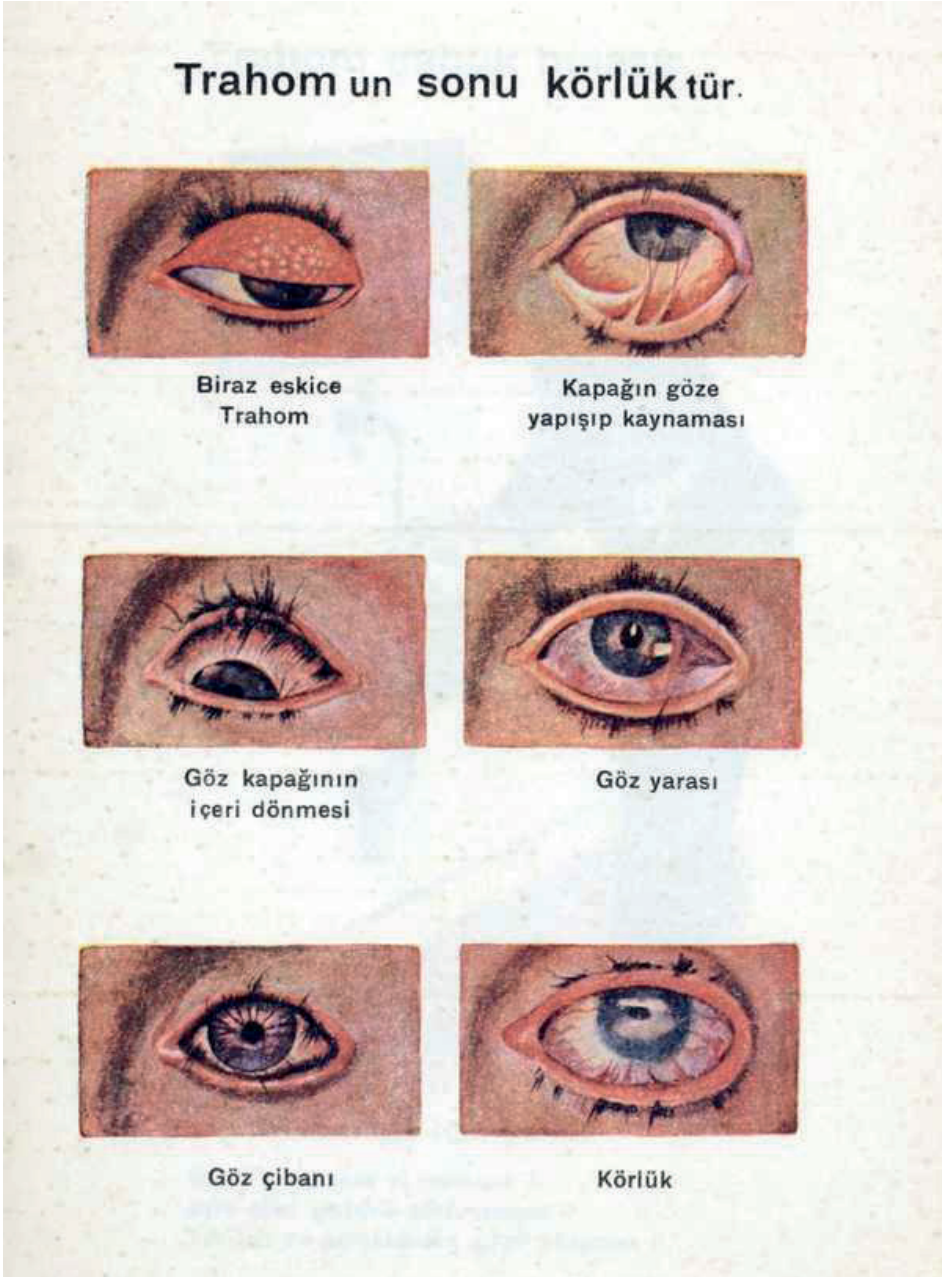 Trahom un sonu körlük tür.
Biraz eskice
Trahom
Kapağın göze
yapışıp kaynaması
Göz kapağının
içeri dönmesi
Göz yarası
Göz çibanı
Körlük